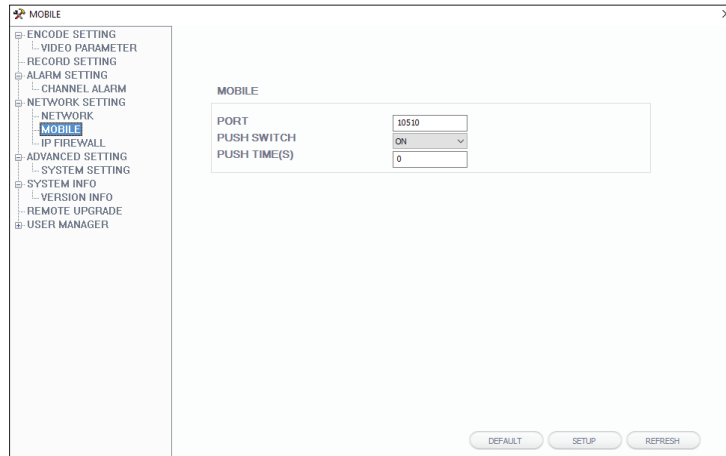 MOBILE
ENCODE SETTING
VIDEO PARAMETER
RECORD SETTING
ALARM SETTING
CHANNEL ALARM
NETWORK SETTING
NETWORK
MOBILE
IP FIREWALL
ADVANCED SETTING
SYSTEM SETTING
SYSTEM INFO
VERSION INFO
REMOTE UPGRADE
USER MANAGER
MOBILE
PORT 10510
PUSH SWITCH ON
PUSH TIME(S) 0
DEFAULT SETUP REFRESH